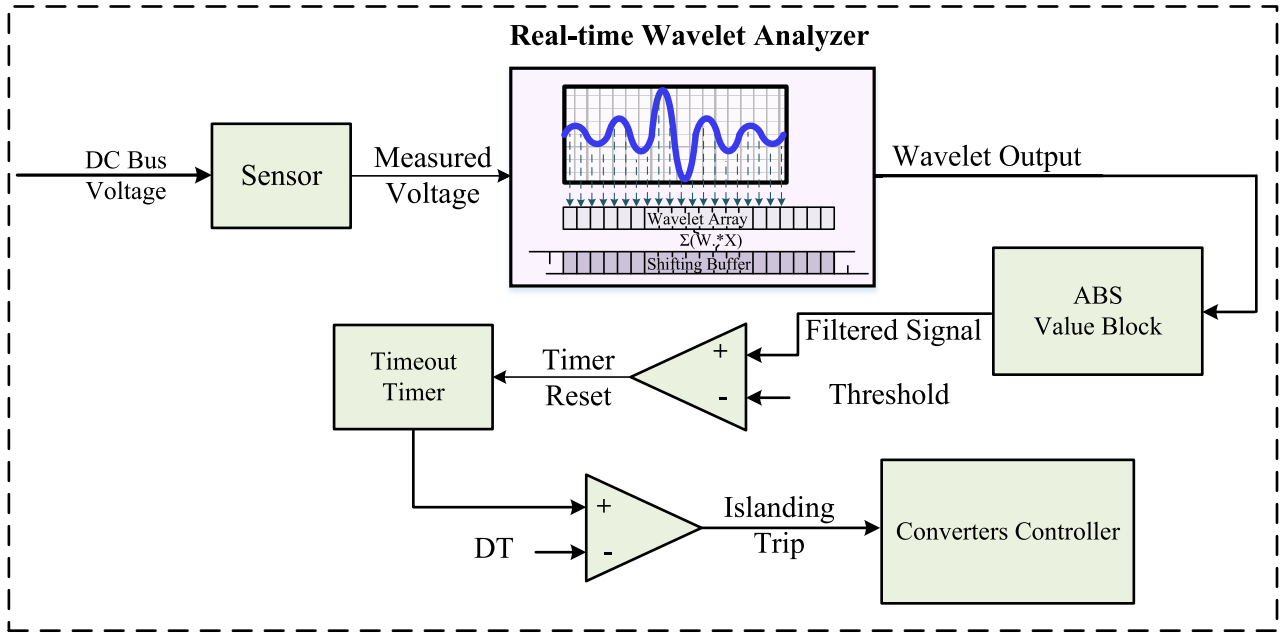 Real-time Wavelet Analyzer
DC Bus
Voltage
Sensor
Measured
Voltage
Wavelet Array
Σ(W.*X)
Shifting Buffer
Wavelet Output
ABS
Value Block
Filtered Signal
+
-
Threshold
Timer
Reset
Timeout
Timer
+
-
DT
Islanding
Trip
Converters Controller